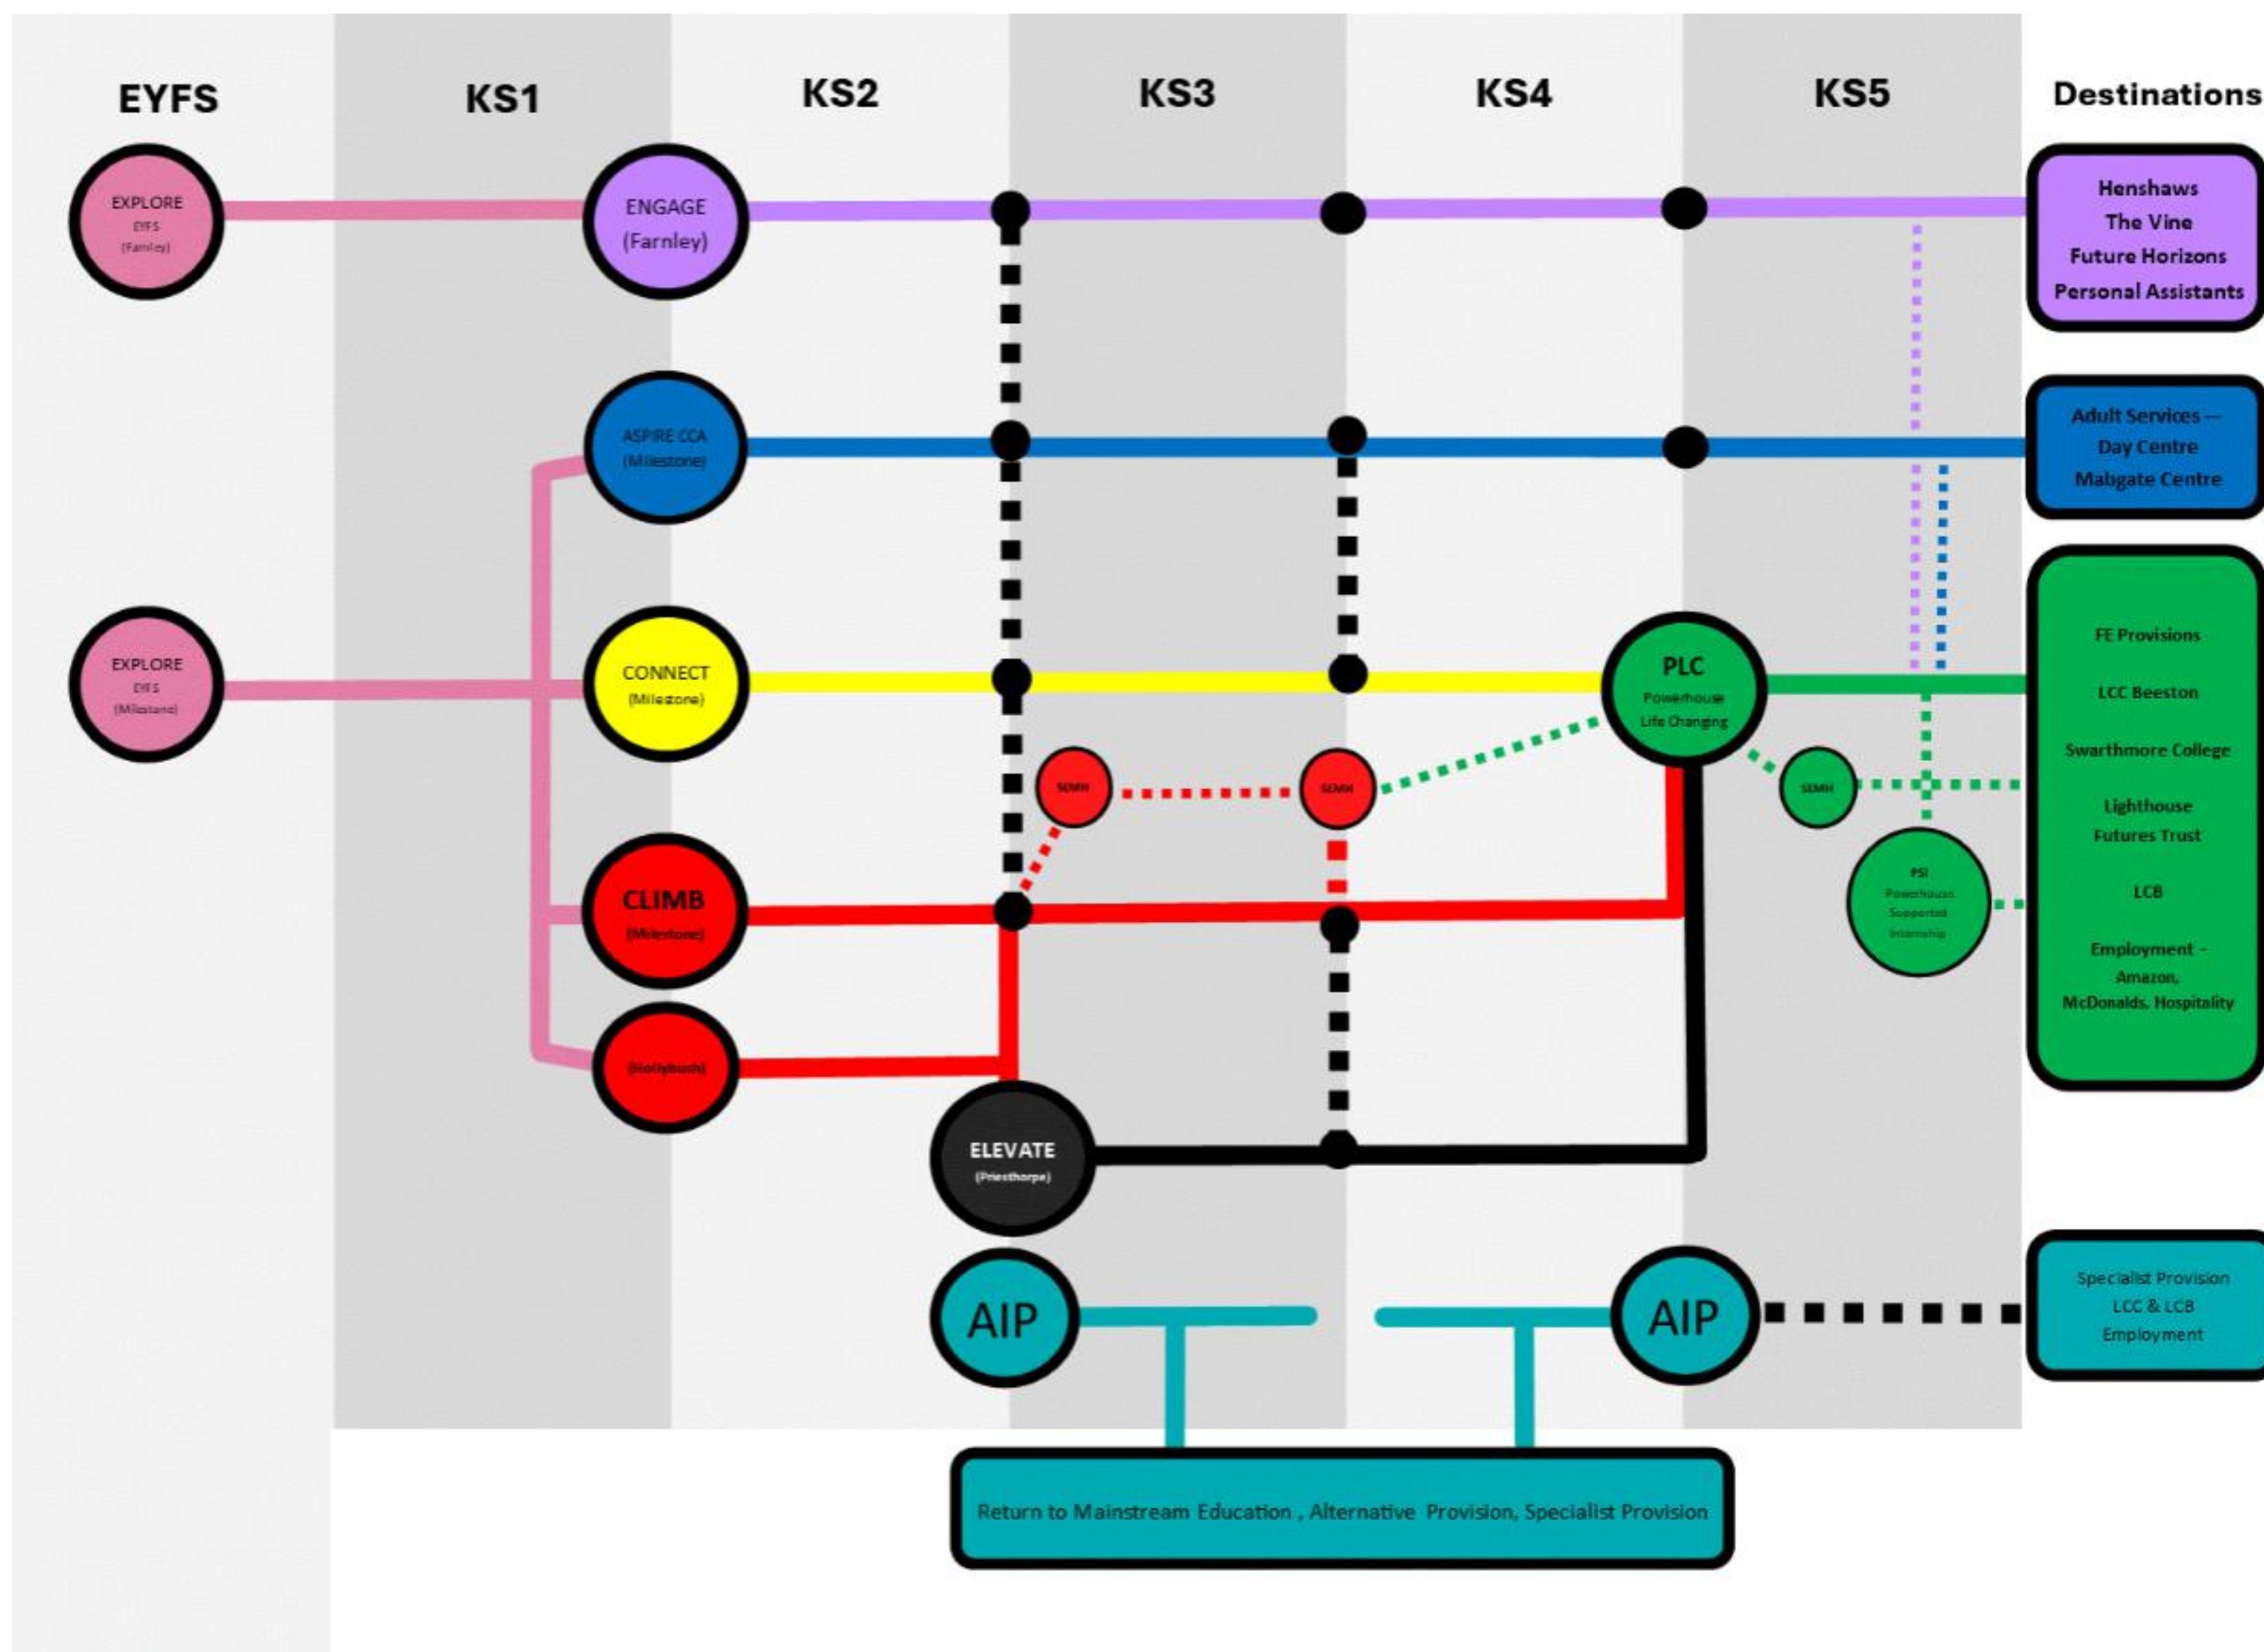 EYFS
KS1
KS2
KS3
KS4
KS5
Destinations
EXPLORE
EYFS
(Farnley)
ENGAGE
(Farnley)
Henshaws
The Vine
Future Horizons
Personal Assistants
ASPIRE CCA
(Milestone)
Adult Services —
Day Centre
Mabgate Centre
EXPLORE
EYFS
CONNECT
(Milestone)
PLC
Powerhouse
Life Changing
SEMH
SEMH
SEMH
FE Provisions
LCC Beeston
Swarthmore College
Lighthouse
Futures Trust
LCB
Employment –
Amazon,
McDonalds, Hospitality
CLIMB
(Milestone)
PSI
Powerhouse
Supported
Internship
(Hollybush)
ELEVATE
(Priesthorpe)
AIP
AIP
Specialist Provision
LCC & LCB
Employment
Return to Mainstream Education , Alternative Provision, Specialist Provision